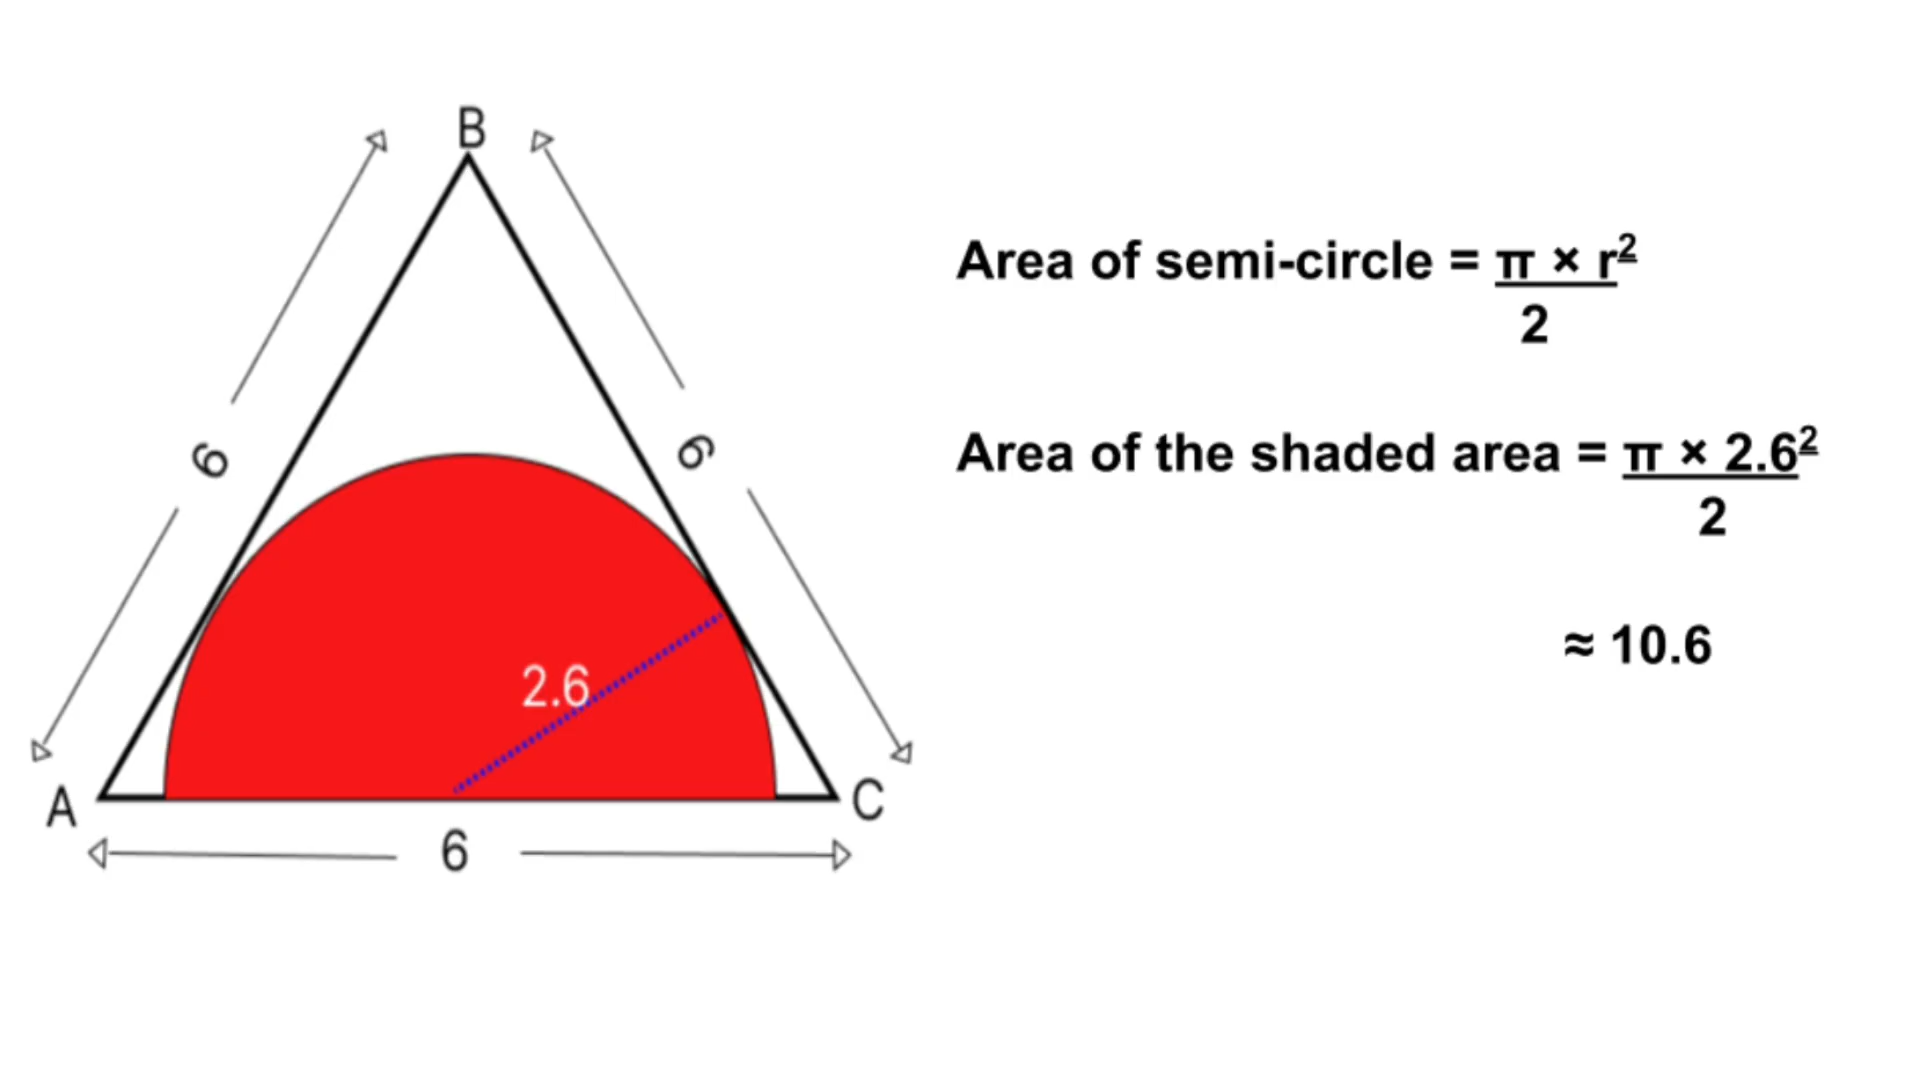 B
6
6
2.6
A
C
6
Area of semi-circle = π × r²
2
Area of the shaded area = π × 2.6²
2
≈ 10.6